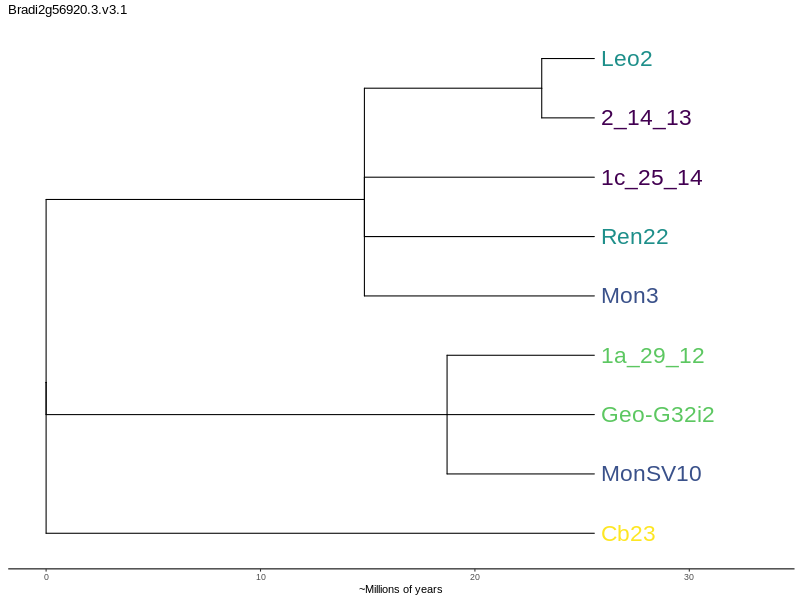 Bradi2g56920.3.v3.1
Leo2
2_14_13
1c_25_14
Ren22
Mon3
1a_29_12
Geo-G32i2
MonSV10
Cb23
0 10 20 30
~Millions of years